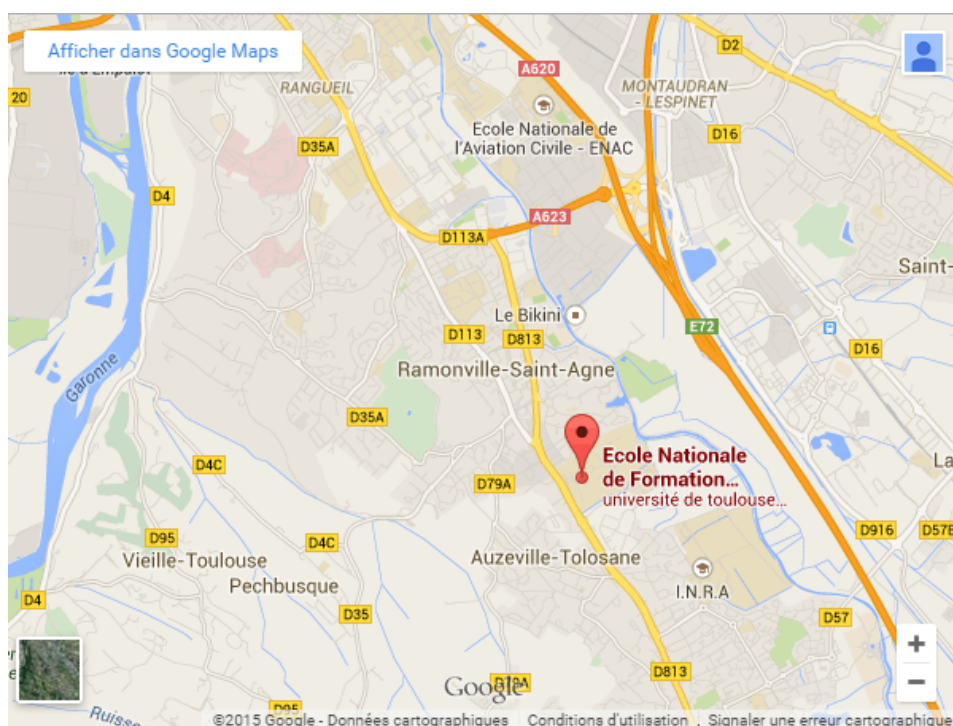 Afficher dans Google Maps
A620
D2
20
RANGUEIL
MONTAUDRAN
- LESPINET
Ecole Nationale de
l'Aviation Civile - ENAC
D16
D35A
D4
A623
D113A
Saint-
Le Bikini
E72
D113
D813
D16
Garonne
Ramonville-Saint-Agne
D35A
Ecole Nationale
de Formation...
université de toulouse...
La
D4C
D79A
D916
D57E
D95
D4C
Vieille-Toulouse
Auzeville-Tolosane
Pechbusque
I.N.R.A
D4
D35
D57
+
D813
−
Google
D79A
D95
©2015 Google - Données cartographiques
Conditions d'utilisation
Signaler une erreur cartographique